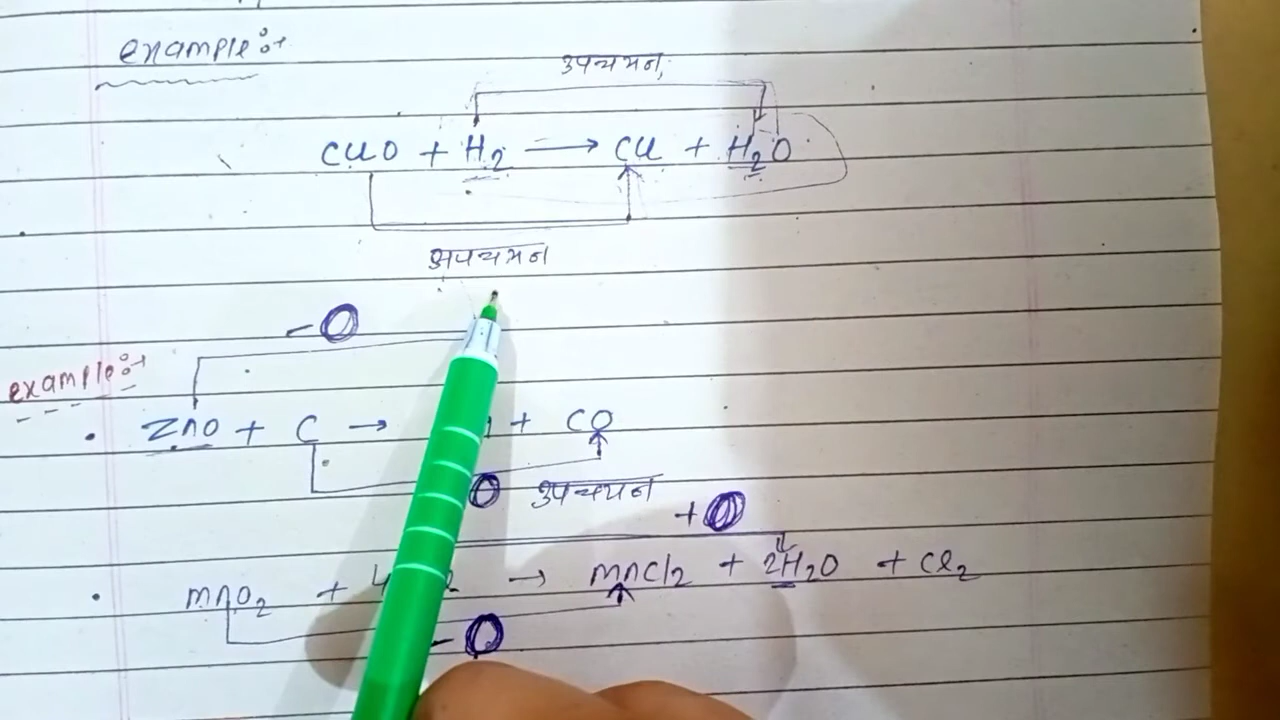 example:-
उपचयन,
CuO + H2 → Cu + H2O
अपचयन
- O
example:-
ZnO + C → + CO
O उपचयन
+ O
MnO2 + 4 → MnCl2 + 2H2O + Cl2
- O